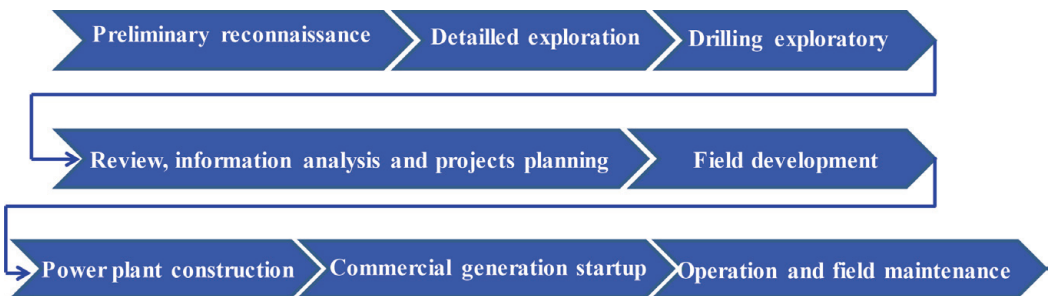 Preliminary reconnaissance
Detailled exploration
Drilling exploratory
Review, information analysis and projects planning
Field development
Power plant construction
Commercial generation startup
Operation and field maintenance